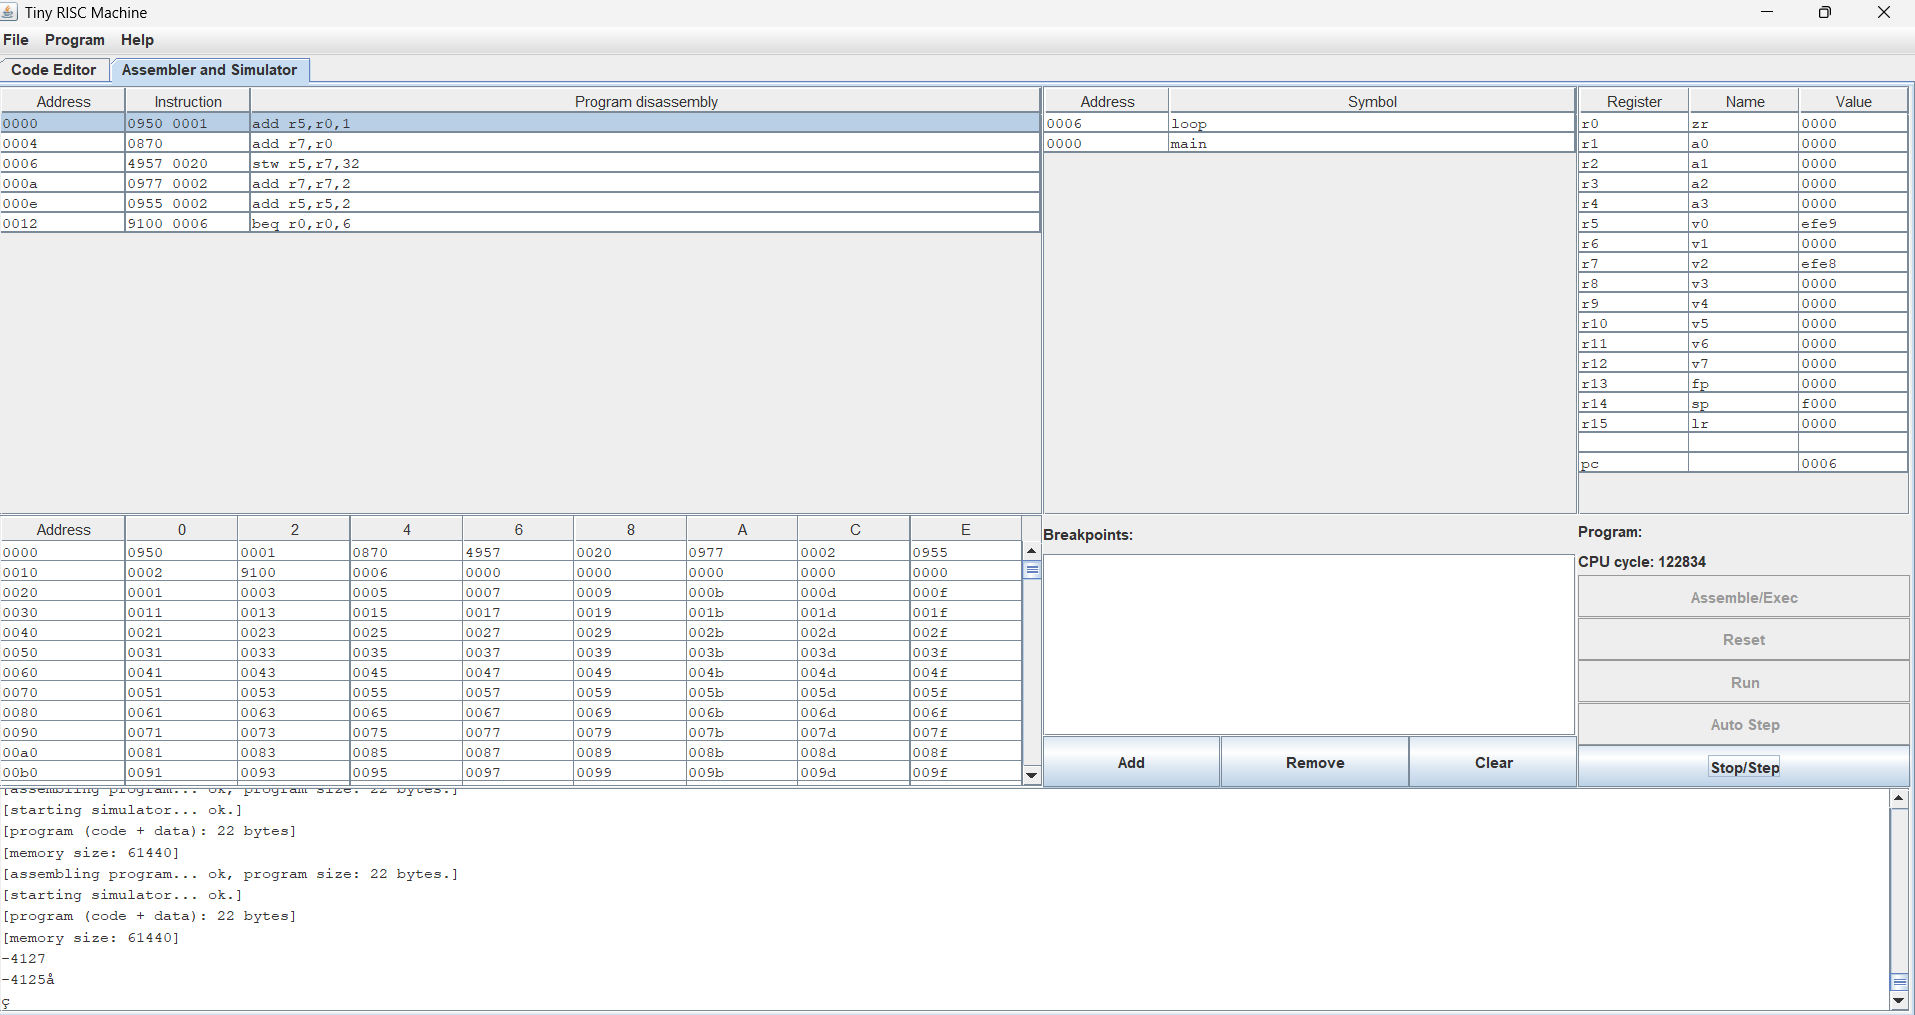 Tiny RISC Machine
File Program Help
Code Editor Assembler and Simulator
Address Instruction Program disassembly
0000 0950 0001 add r5,r0,1
0004 0870 add r7,r0
0006 4957 0020 stw r5,r7,32
000a 0977 0002 add r7,r7,2
000e 0955 0002 add r5,r5,2
0012 9100 0006 beq r0,r0,6
Address Symbol
0006 loop
0000 main
Register Name Value
r0 zr 0000
r1 a0 0000
r2 a1 0000
r3 a2 0000
r4 a3 0000
r5 v0 efe9
r6 v1 0000
r7 v2 efe8
r8 v3 0000
r9 v4 0000
r10 v5 0000
r11 v6 0000
r12 v7 0000
r13 fp 0000
r14 sp f000
r15 lr 0000
pc 0006
Address 0 2 4 6 8 A C E
0000 0950 0001 0870 4957 0020 0977 0002 0955
0010 0002 9100 0006 0000 0000 0000 0000 0000
0020 0001 0003 0005 0007 0009 000b 000d 000f
0030 0011 0013 0015 0017 0019 001b 001d 001f
0040 0021 0023 0025 0027 0029 002b 002d 002f
0050 0031 0033 0035 0037 0039 003b 003d 003f
0060 0041 0043 0045 0047 0049 004b 004d 004f
0070 0051 0053 0055 0057 0059 005b 005d 005f
0080 0061 0063 0065 0067 0069 006b 006d 006f
0090 0071 0073 0075 0077 0079 007b 007d 007f
00a0 0081 0083 0085 0087 0089 008b 008d 008f
00b0 0091 0093 0095 0097 0099 009b 009d 009f
Breakpoints:
Add Remove Clear
Program:
CPU cycle: 122834
Assemble/Exec
Reset
Run
Auto Step
Stop/Step
[assembling program... ok, program size: 22 bytes.]
[starting simulator... ok.]
[program (code + data): 22 bytes]
[memory size: 61440]
[assembling program... ok, program size: 22 bytes.]
[starting simulator... ok.]
[program (code + data): 22 bytes]
[memory size: 61440]
-4127
-4125å
ç